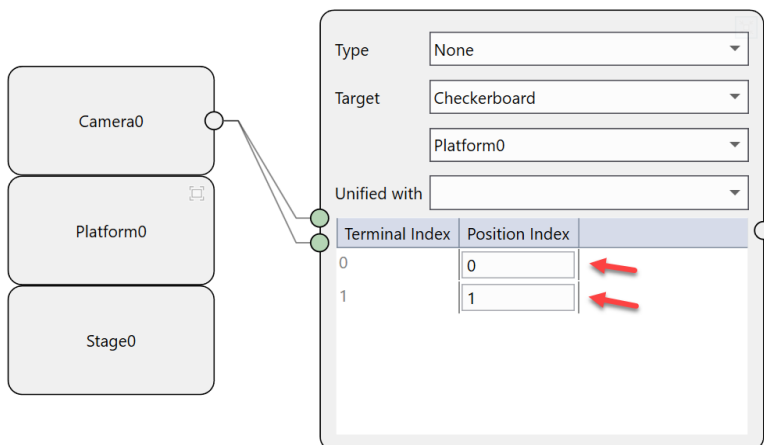 Camera0
Platform0
Stage0
Type None
Target Checkerboard
Platform0
Unified with
Terminal Index Position Index
0 0
1 1